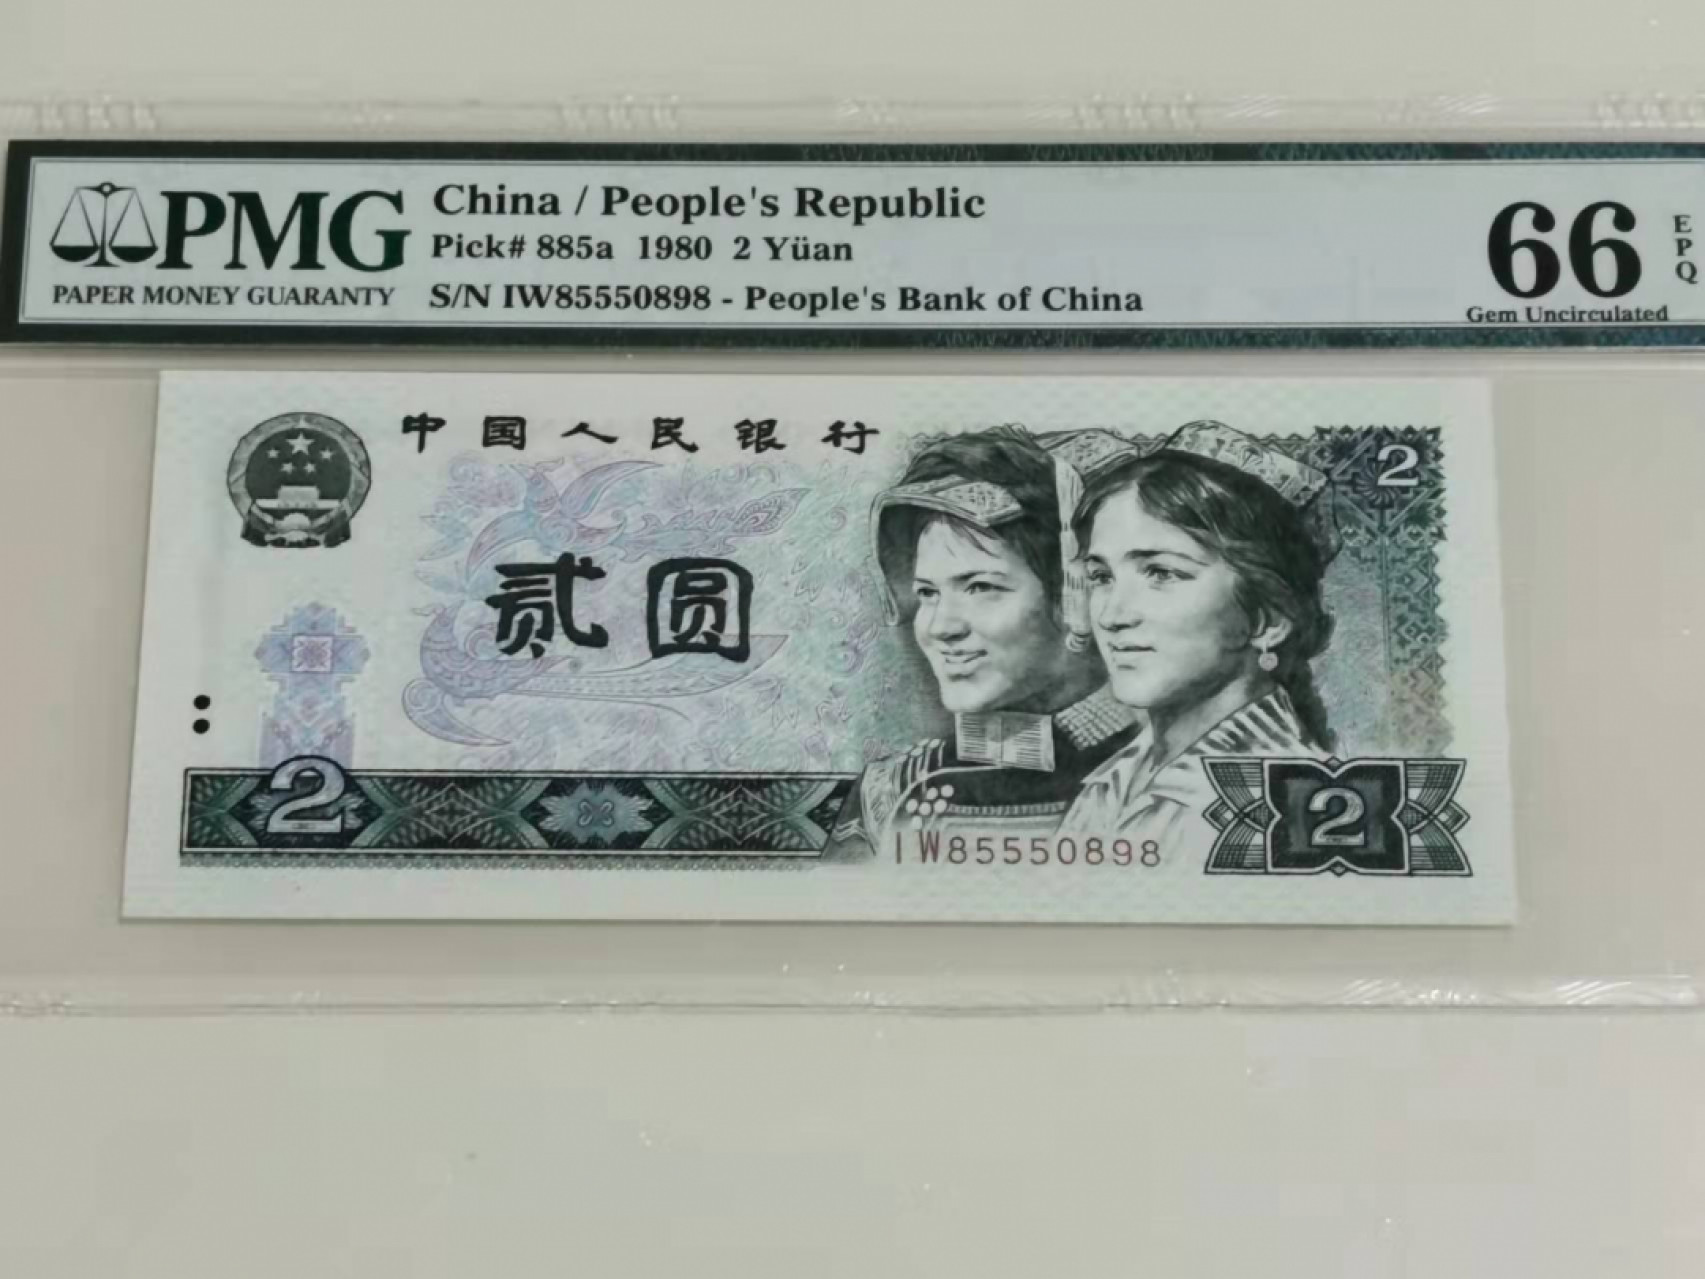 PMG
PAPER MONEY GUARANTY
China / People's Republic
Pick# 885a 1980 2 Yüan
S/N IW85550898 - People's Bank of China
66
EPQ
Gem Uncirculated
中国人民银行
2
贰圆
2
2
IW85550898